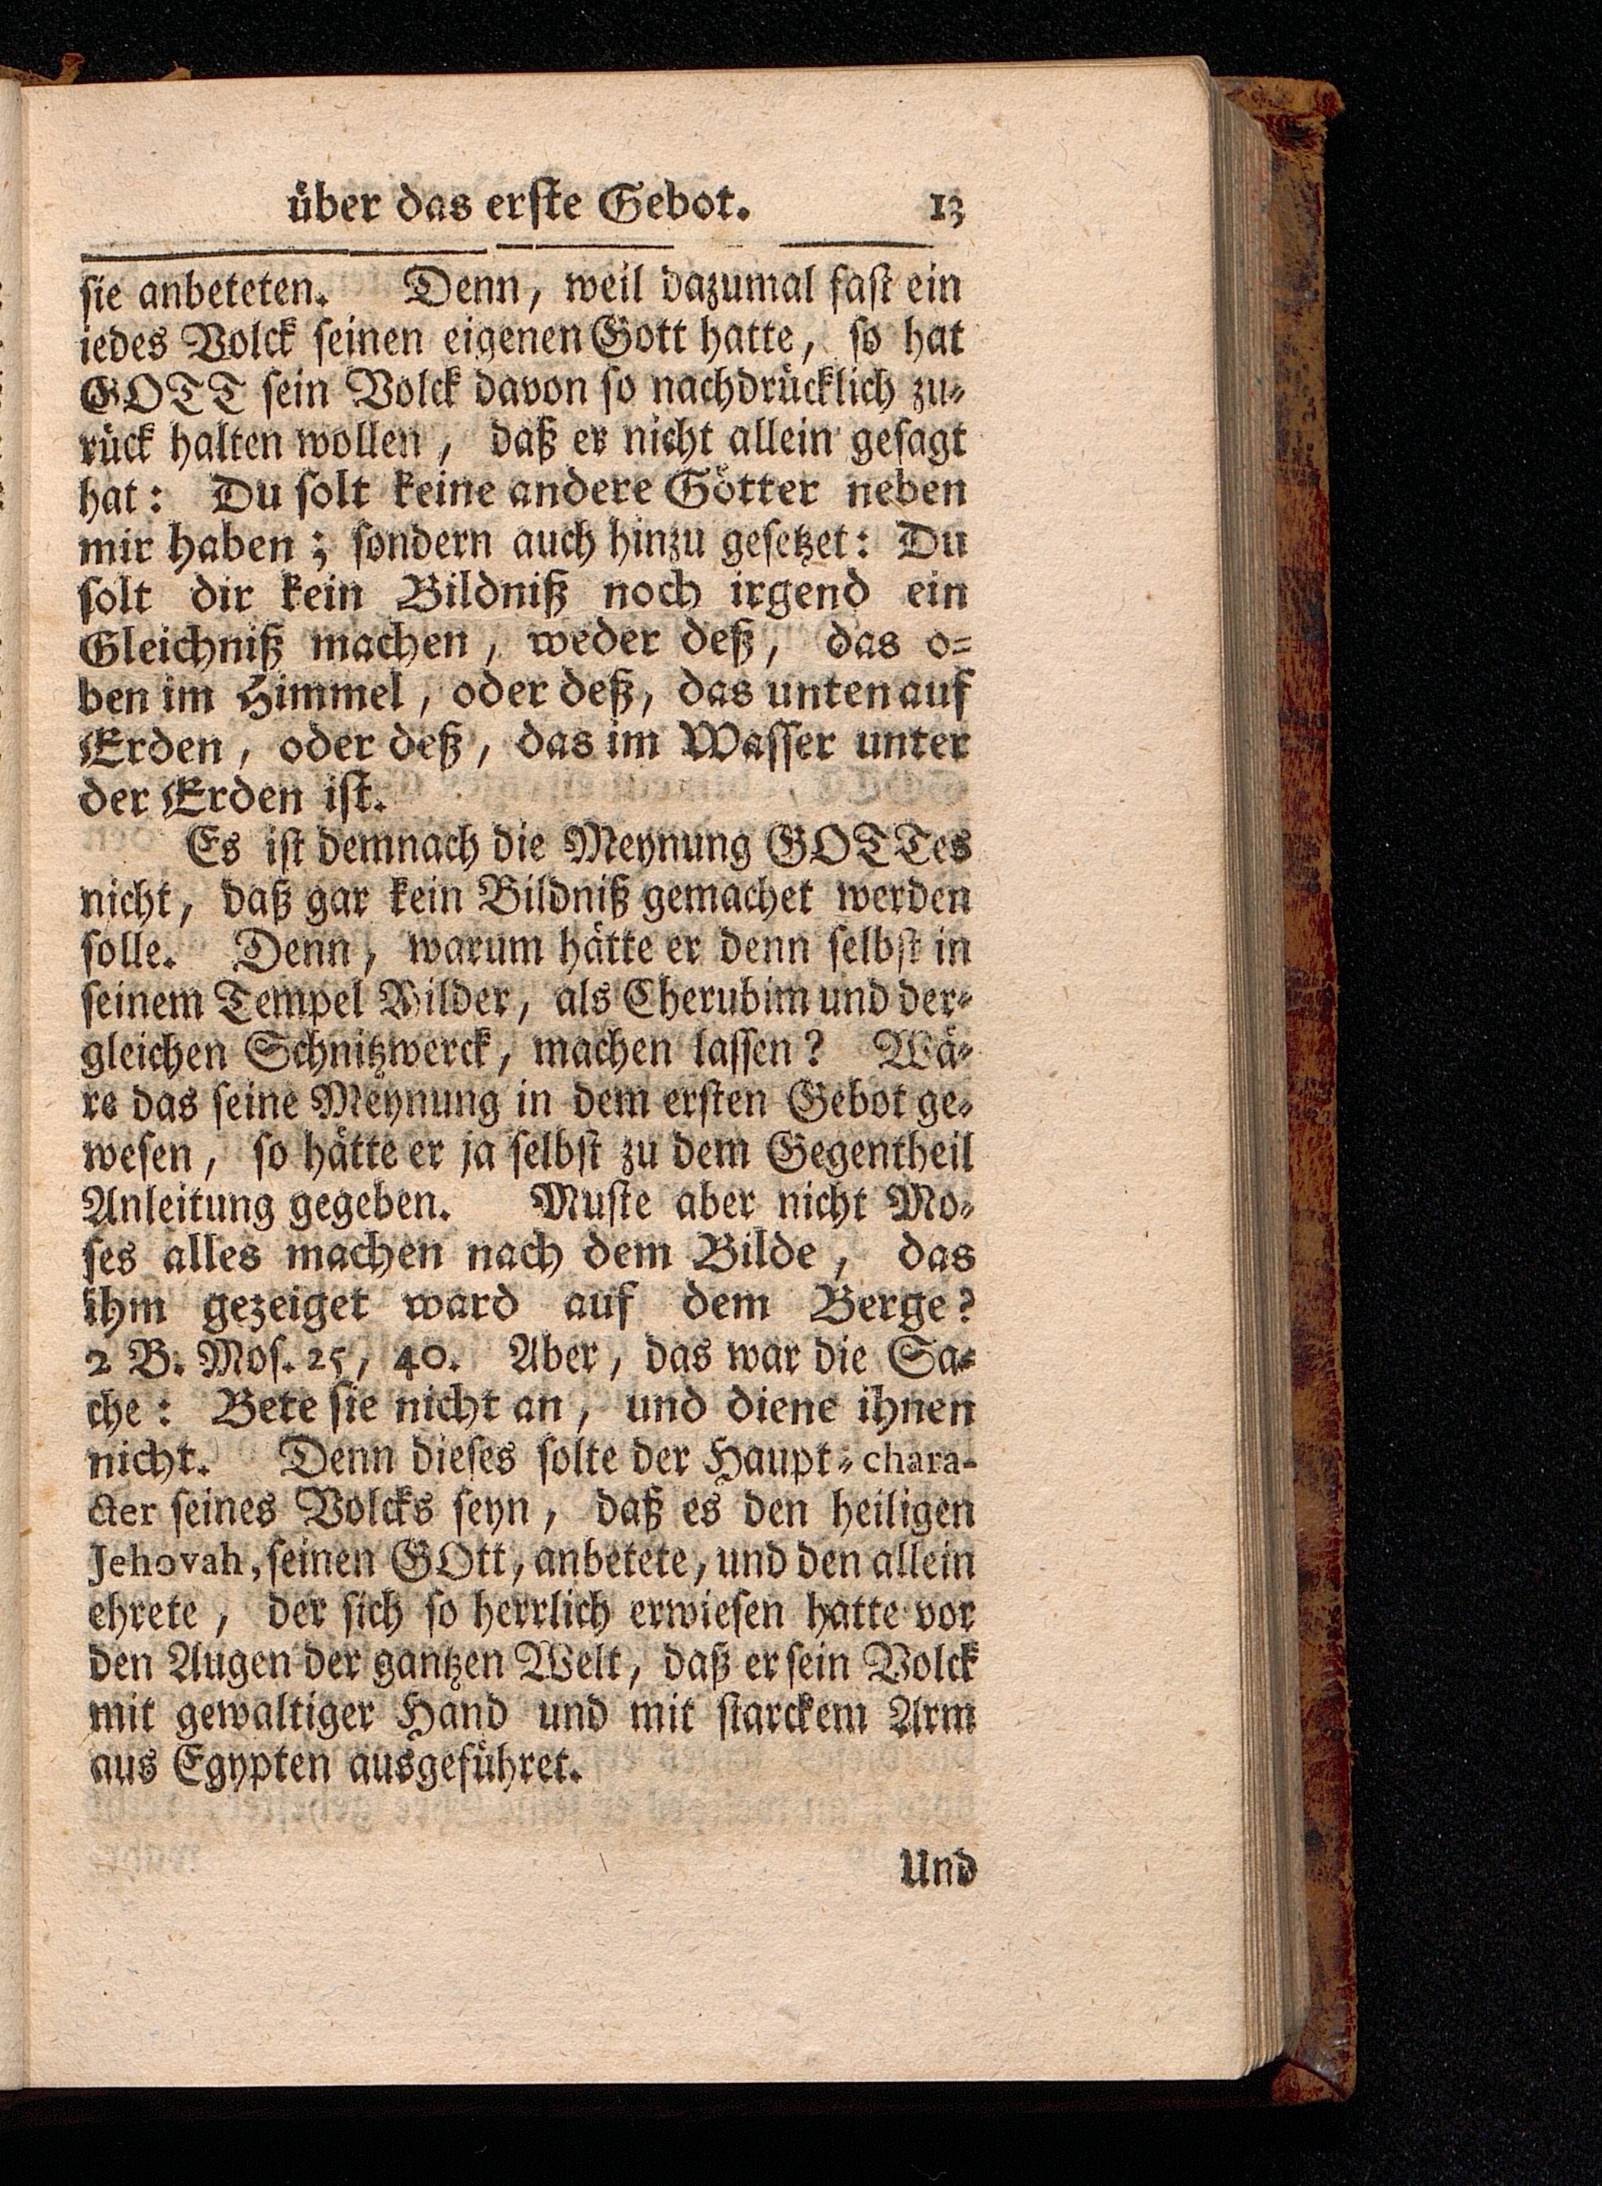 über das erste Gebot. 13
sie anbeteten. Denn, weil dazumal fast ein
iedes Volck seinen eigenen Gott hatte, so hat
GOTT sein Volck davon so nachdrücklich zu-
rück halten wollen, daß er nicht allein gesagt
hat: Du solt keine andere Götter neben
mir haben; sondern auch hinzu gesetzet: Du
solt dir kein Bildniß noch irgend ein
Gleichniß machen, weder deß, das o=
ben im Himmel, oder deß, das unten auf
Erden, oder deß, das im Wasser unter
der Erden ist.
Es ist demnach die Meynung GOTTes
nicht, daß gar kein Bildniß gemachet werden
solle. Denn, warum hätte er denn selbst in
seinem Tempel Bilder, als Cherubim und der-
gleichen Schnitzwerck, machen lassen? Wä-
re das seine Meynung in dem ersten Gebot ge-
wesen, so hätte er ja selbst zu dem Gegentheil
Anleitung gegeben. Muste aber nicht Mo-
ses alles machen nach dem Bilde, das
ihm gezeiget ward auf dem Berge?
2 B. Mos. 25, 40. Aber, das war die Sa-
che: Bete sie nicht an, und diene ihnen
nicht. Denn dieses solte der Haupt-chara-
cter seines Volcks seyn, daß es den heiligen
Jehovah, seinen GOtt, anbetete, und den allein
ehrete, der sich so herrlich erwiesen hatte vor
den Augen der gantzen Welt, daß er sein Volck
mit gewaltiger Hand und mit starckem Arm
aus Egypten ausgeführet.
Und